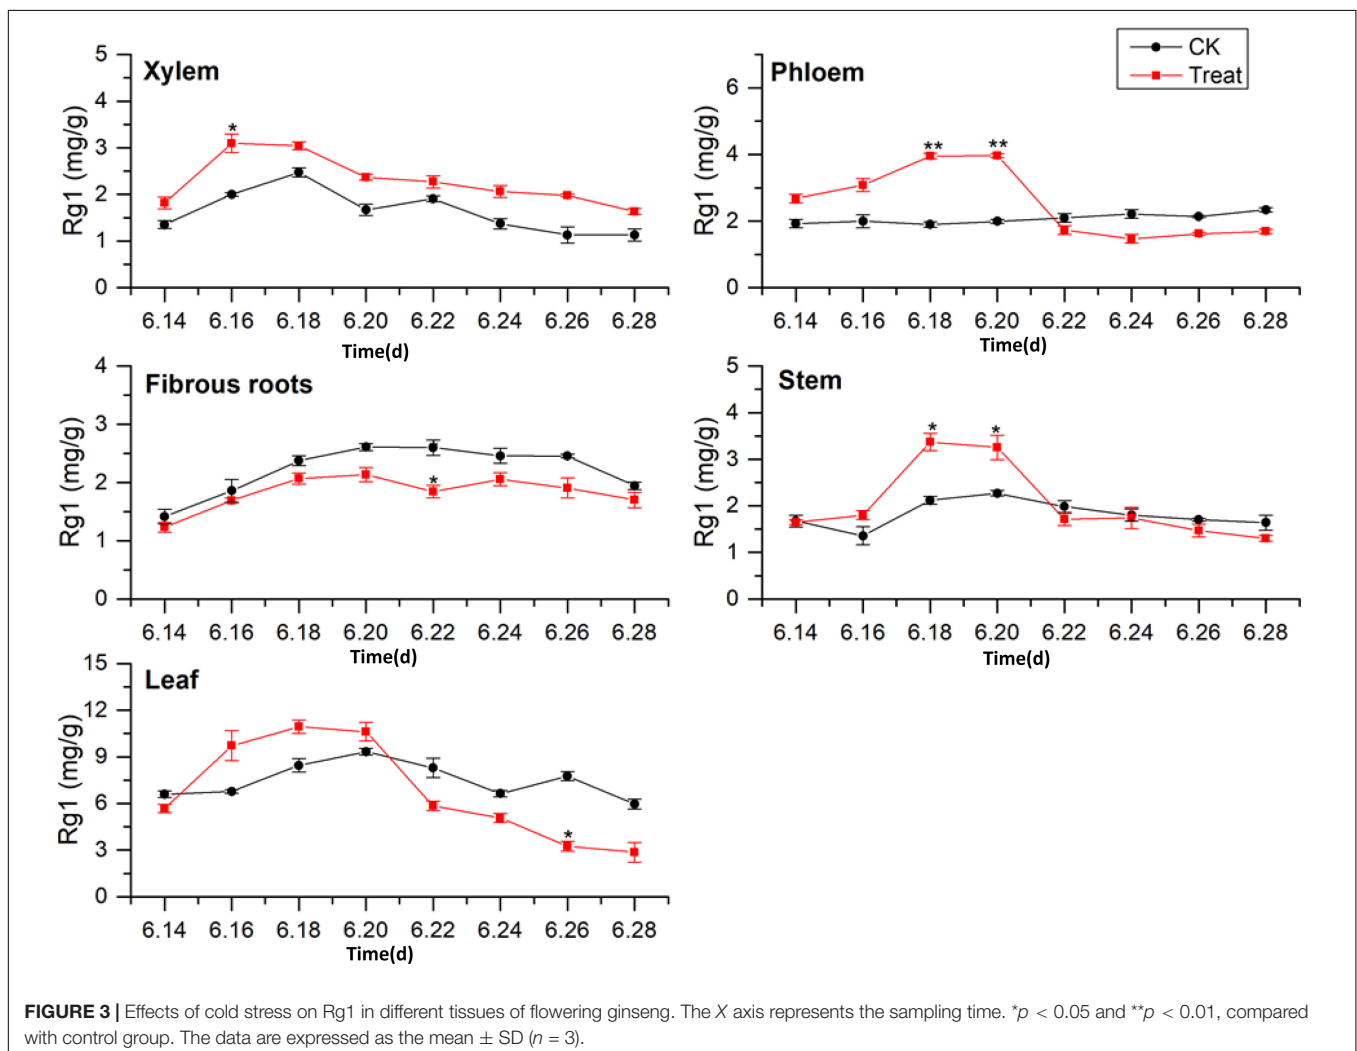 Xylem
Rg1 (mg/g)
5
4
3
2
1
0
6.14 6.16 6.18 6.20 6.22 6.24 6.26 6.28
Time(d)
*
Phloem
CK
Treat
Rg1 (mg/g)
6
4
2
0
6.14 6.16 6.18 6.20 6.22 6.24 6.26 6.28
Time(d)
** **
Fibrous roots
Rg1 (mg/g)
4
3
2
1
0
6.14 6.16 6.18 6.20 6.22 6.24 6.26 6.28
Time(d)
*
Stem
Rg1 (mg/g)
5
4
3
2
1
0
6.14 6.16 6.18 6.20 6.22 6.24 6.26 6.28
Time(d)
* *
Leaf
Rg1 (mg/g)
15
12
9
6
3
0
6.14 6.16 6.18 6.20 6.22 6.24 6.26 6.28
Time(d)
*
FIGURE 3 | Effects of cold stress on Rg1 in different tissues of flowering ginseng. The X axis represents the sampling time. *p < 0.05 and **p < 0.01, compared
with control group. The data are expressed as the mean ± SD (n = 3).